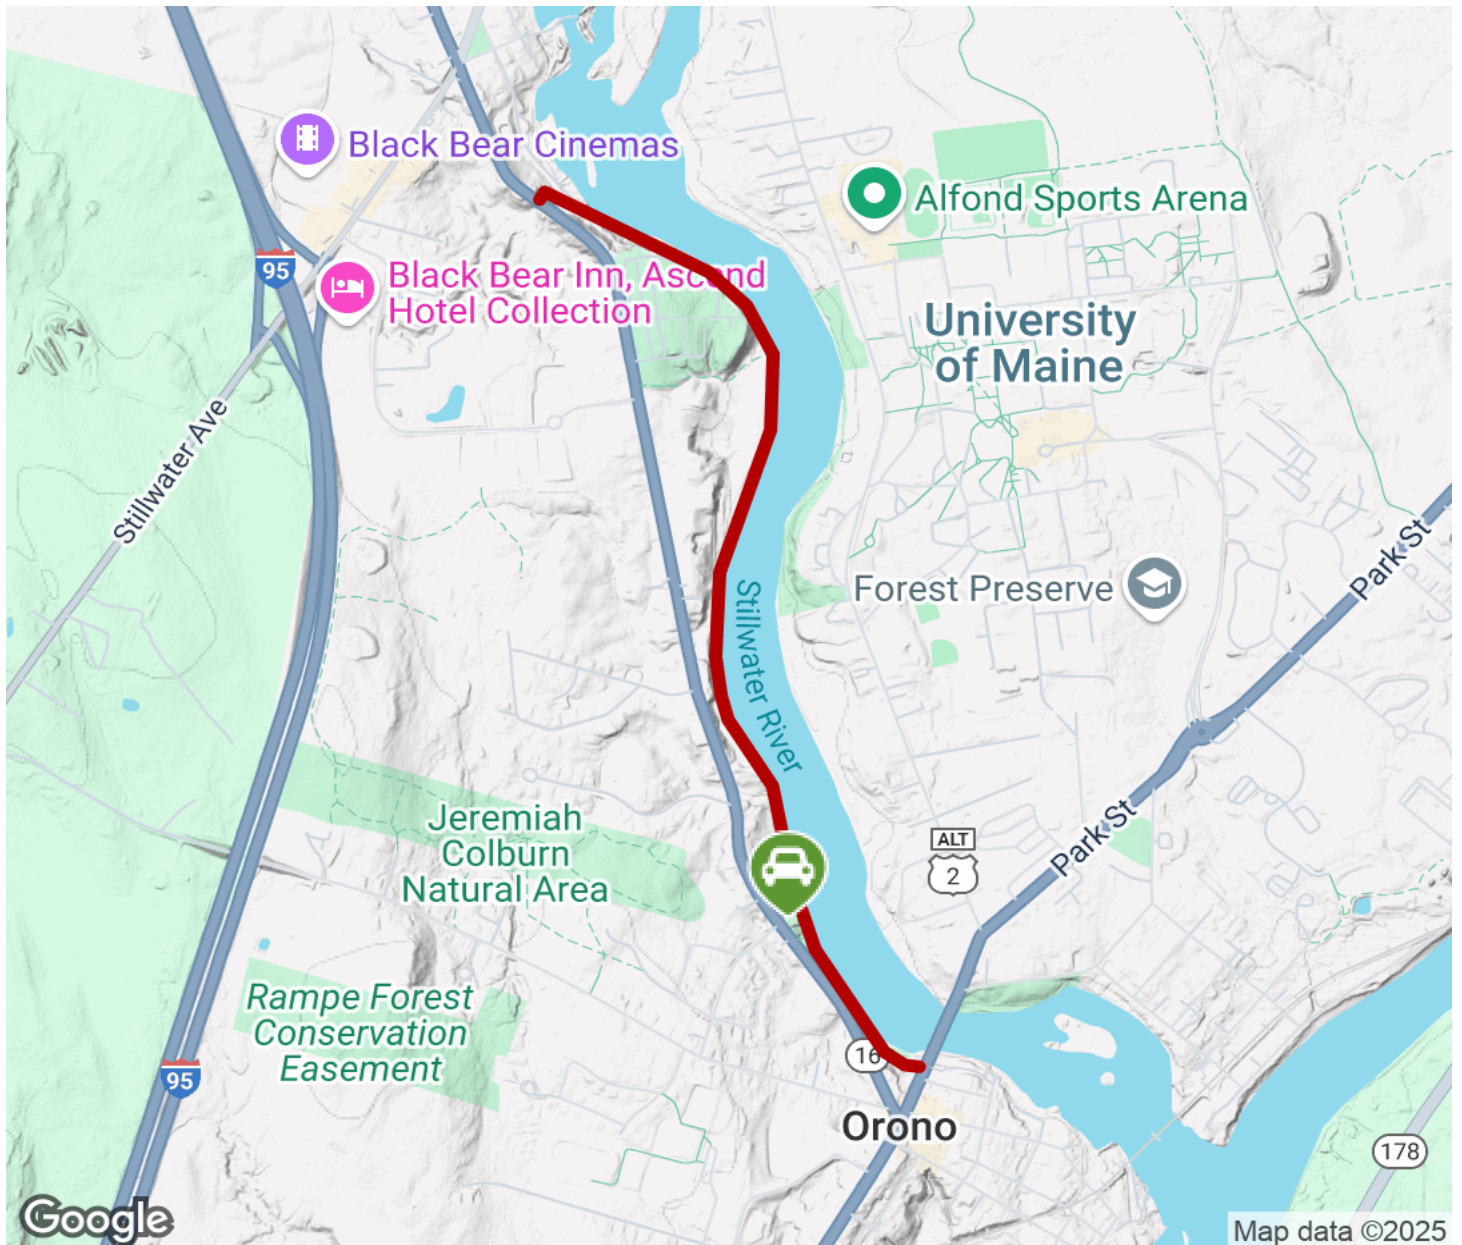 Black Bear Cinemas
Alfond Sports Arena
95
Black Bear Inn, Ascend
Hotel Collection
University
of Maine
Stillwater Ave
Park St
Forest Preserve
Stillwater River
Park St
Jeremiah
Colburn
Natural Area
ALT
2
Rampe Forest
Conservation
Easement
16
95
Orono
178
Google
Map data ©2025